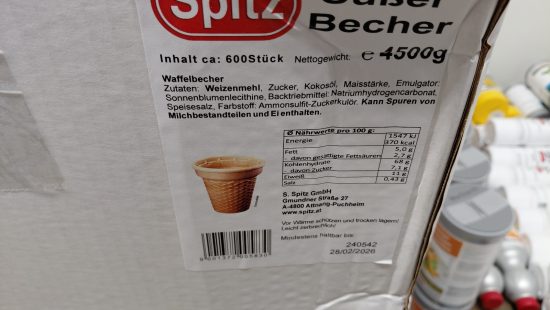 Spitz
Süßer
Becher
Inhalt ca: 600Stück Nettogewicht. e 4500g
Waffelbecher
Zutaten: Weizenmehl, Zucker, Kokosöl, Maisstärke, Emulgator:
Sonnenblumenlecithine, Backtriebmittel: Natriumhydrogencarbonat,
Speisesalz, Farbstoff: Ammonsulfit-Zuckerkulör. Kann Spuren von
Milchbestandteilen und Ei enthalten.
Ø Nährwerte pro 100 g:
Energie 1547 kJ
370 kcal
Fett 5,0 g
- davon gesättigte Fettsäuren 2,7 g
Kohlenhydrate 68 g
- davon Zucker 7,1 g
Eiweiß 11 g
Salz 0,43 g
S. Spitz GmbH
Gmundner Straße 27
A-4800 Attnang-Puchheim
www.spitz.at
Vor Wärme schützen und trocken lagern!
Leicht zerbrechlich!
Mindestens haltbar bis:
240542
28/02/2026